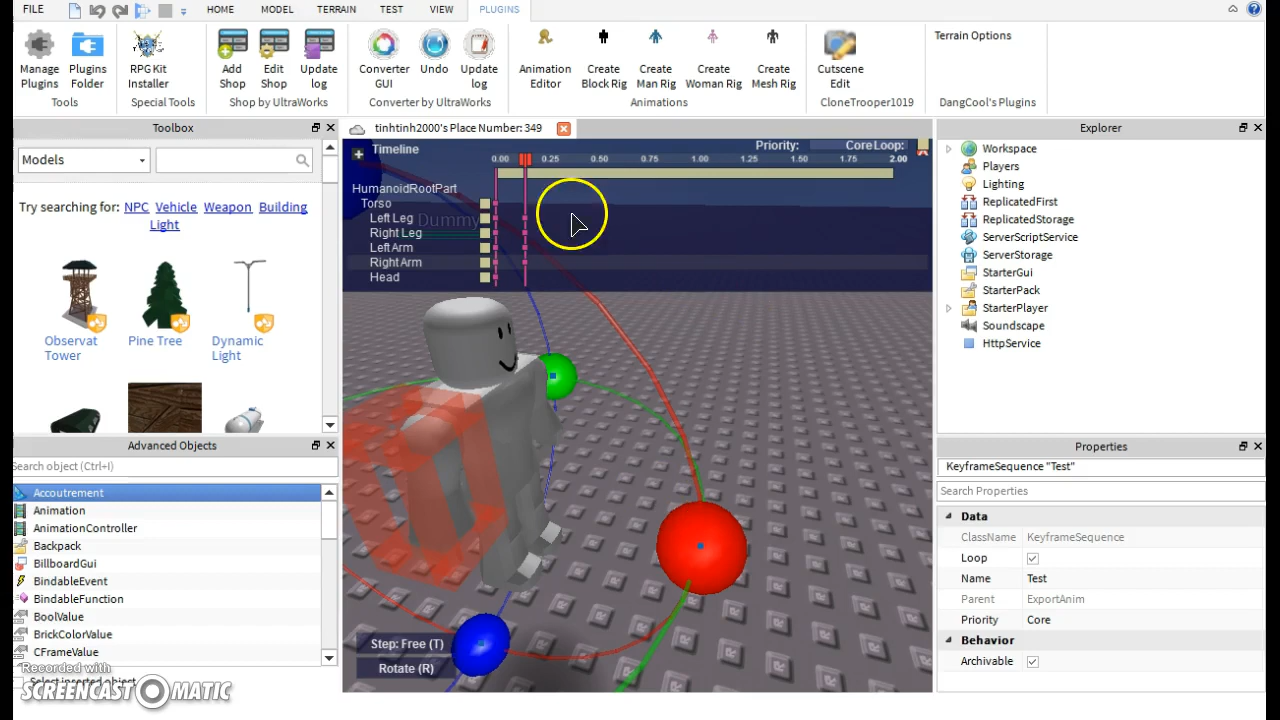 FILE HOME MODEL TERRAIN TEST VIEW PLUGINS
Manage Plugins
Plugins Folder
Tools
RPG Kit Installer
Special Tools
Add Shop
Edit Shop
Update log
Shop by UltraWorks
Converter GUI
Undo
Update log
Converter by UltraWorks
Animation Editor
Create Block Rig
Create Man Rig
Create Woman Rig
Create Mesh Rig
Animations
Cutscene Edit
CloneTrooper1019
Terrain Options
DangCool's Plugins
Toolbox
Models
Try searching for: NPC Vehicle Weapon Building
Light
Observat Tower
Pine Tree
Dynamic Light
Advanced Objects
Search object (Ctrl+I)
Accoutrement
Animation
AnimationController
Backpack
BillboardGui
BindableEvent
BindableFunction
BoolValue
BrickColorValue
CFrameValue
Select inserted object
Recorded with
SCREENCAST MATIC
tinhtinh2000's Place Number: 349
Timeline
Priority: Core Loop:
0.00 0.25 0.50 0.75 1.00 1.25 1.50 1.75 2.00
HumanoidRootPart
Torso
Left Leg
Dummy
Right Leg
Left Arm
Right Arm
Head
Step: Free (T)
Rotate (R)
Explorer
Workspace
Players
Lighting
ReplicatedFirst
ReplicatedStorage
ServerScriptService
ServerStorage
StarterGui
StarterPack
StarterPlayer
Soundscape
HttpService
Properties
KeyframeSequence "Test"
Search Properties
Data
ClassName KeyframeSequence
Loop
Name Test
Parent ExportAnim
Priority Core
Behavior
Archivable